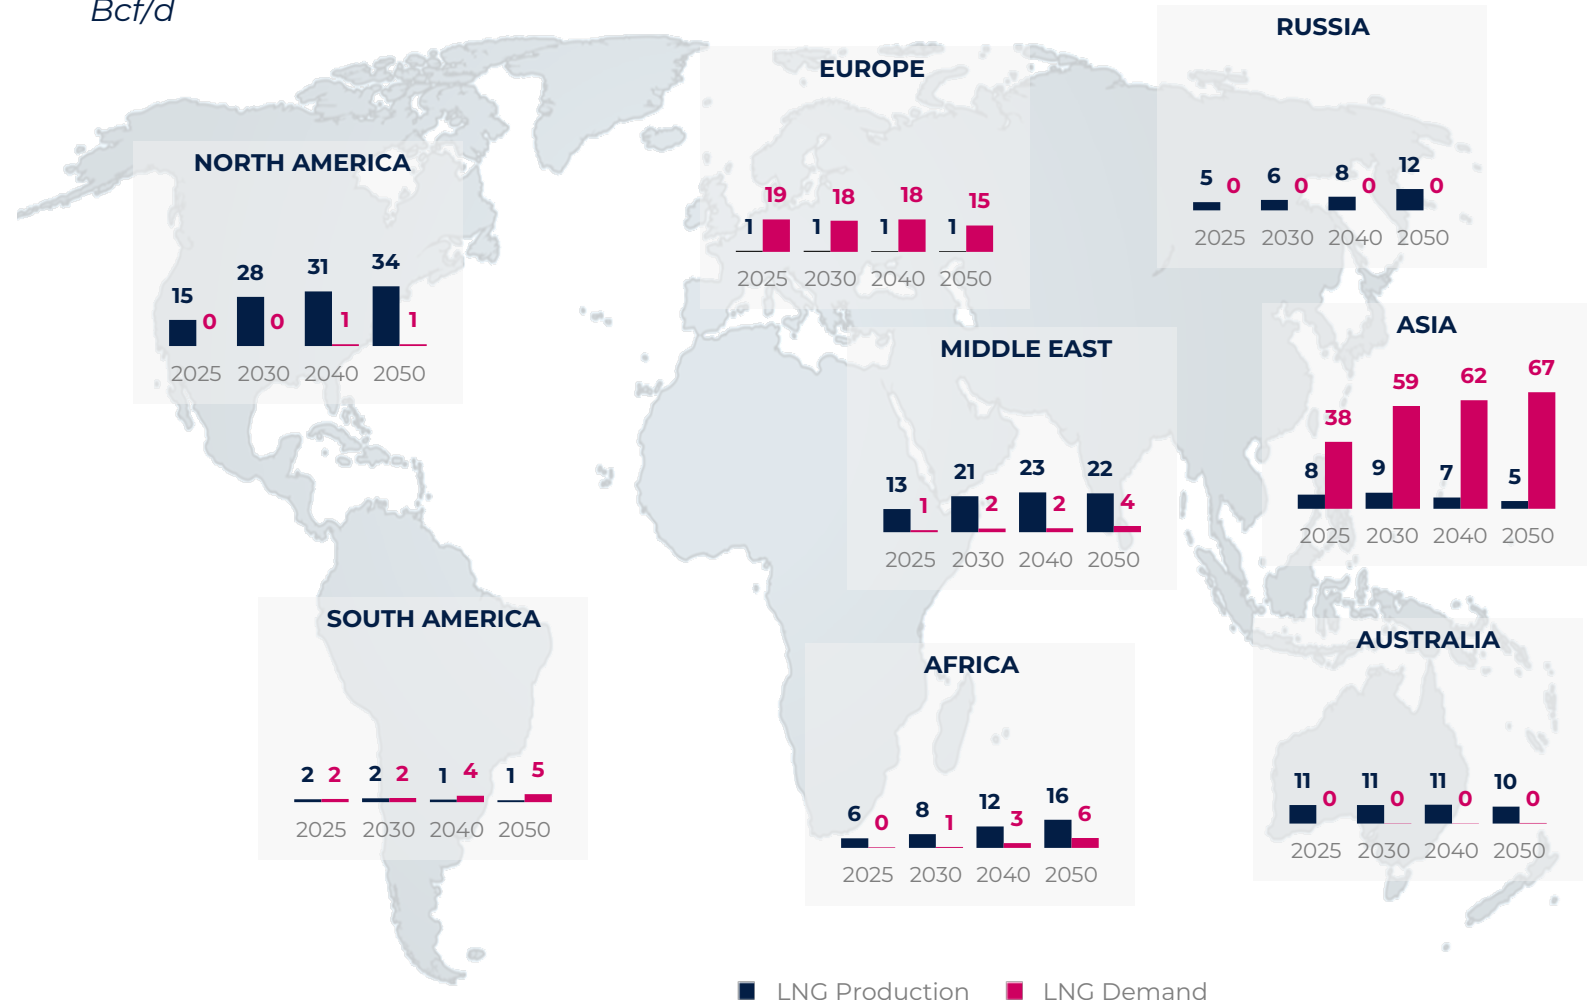 Bcf/d
RUSSIA
5 0 6 0 8 0 12 0
2025 2030 2040 2050
EUROPE
1 19 1 18 1 18 1 15
2025 2030 2040 2050
NORTH AMERICA
15 0 28 0 31 1 34 1
2025 2030 2040 2050
ASIA
8 38 9 59 7 62 5 67
2025 2030 2040 2050
MIDDLE EAST
13 1 21 2 23 2 22 4
2025 2030 2040 2050
SOUTH AMERICA
2 2 2 2 1 4 1 5
2025 2030 2040 2050
AFRICA
6 0 8 1 12 3 16 6
2025 2030 2040 2050
AUSTRALIA
11 0 11 0 11 0 10 0
2025 2030 2040 2050
LNG Production LNG Demand